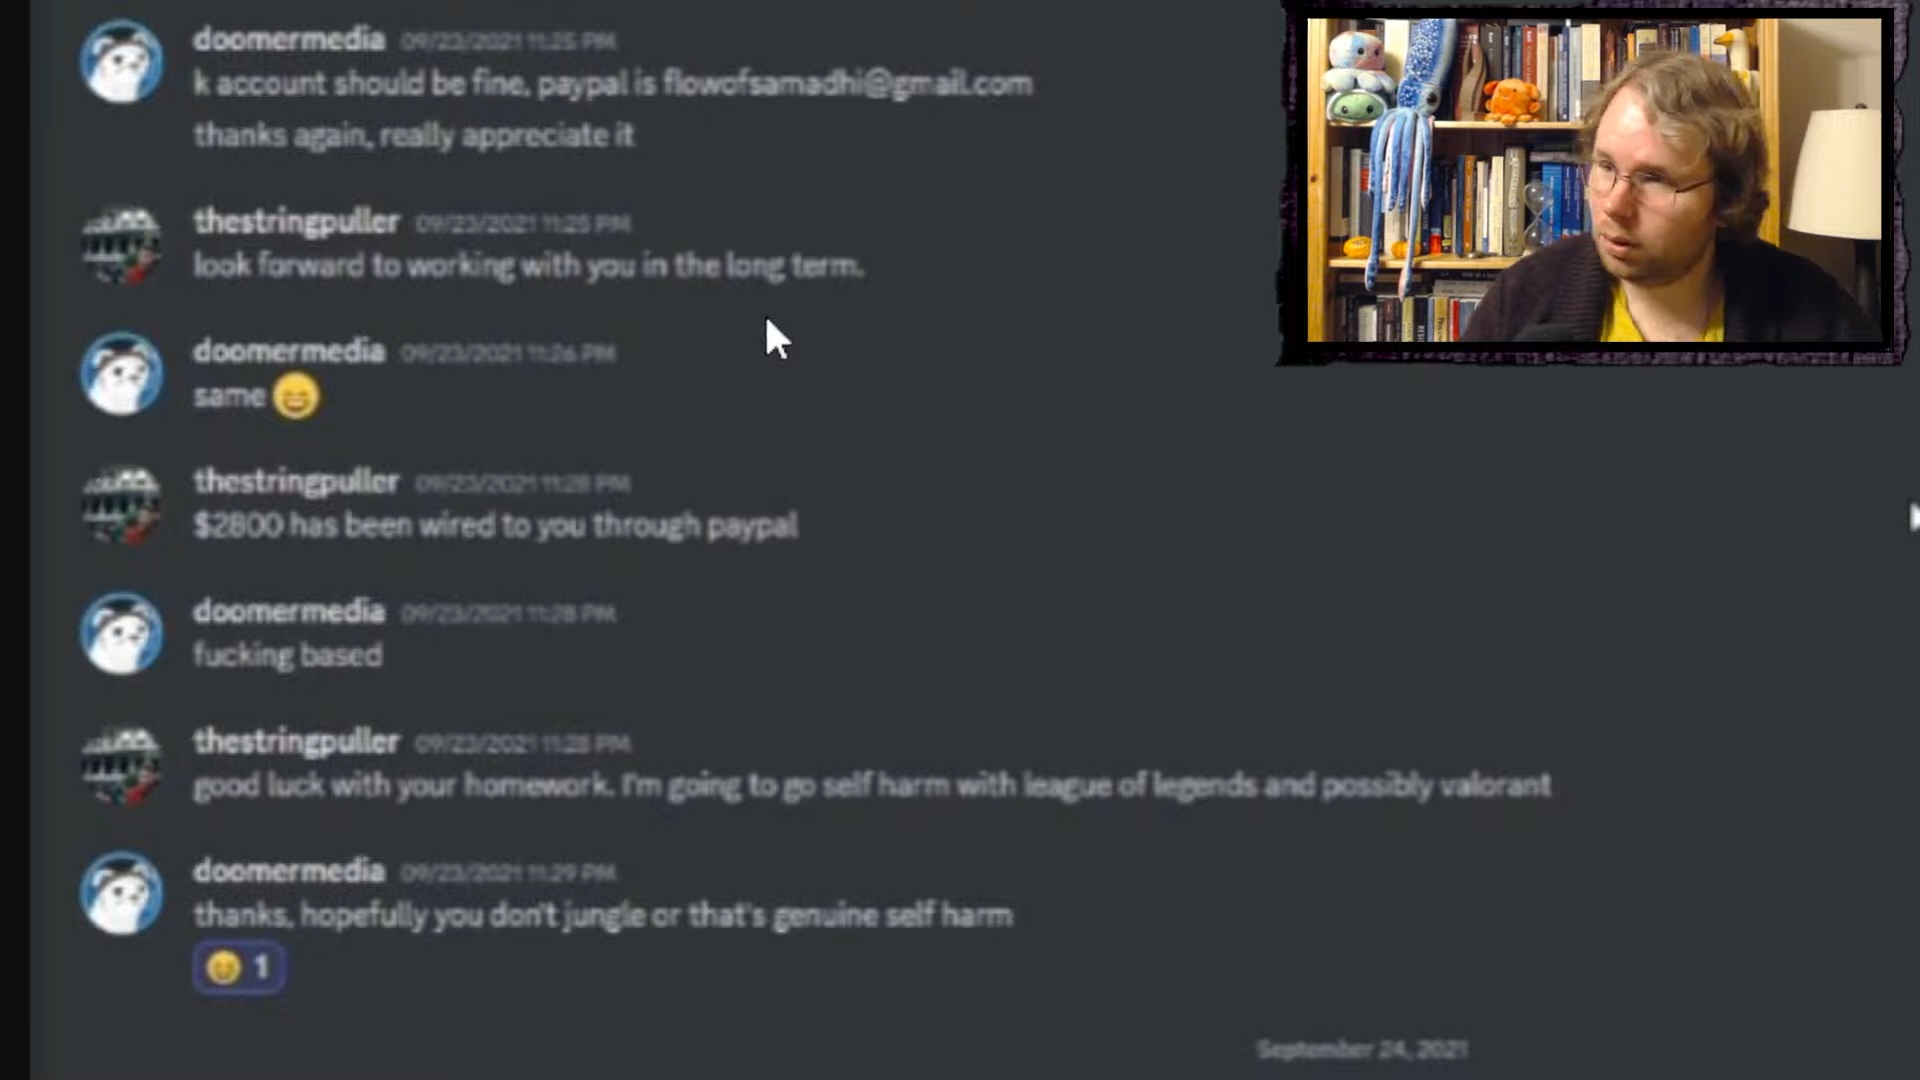 doomermedia 09/23/2021 11:25 PM
k account should be fine, paypal is flowofsamadhi@gmail.com
thanks again, really appreciate it
thestringpuller 09/23/2021 11:25 PM
look forward to working with you in the long term.
doomermedia 09/23/2021 11:26 PM
same
thestringpuller 09/23/2021 11:28 PM
$2800 has been wired to you through paypal
doomermedia 09/23/2021 11:28 PM
fucking based
thestringpuller 09/23/2021 11:28 PM
good luck with your homework. I'm going to go self harm with league of legends and possibly valorant
doomermedia 09/23/2021 11:29 PM
thanks, hopefully you don't jungle or that's genuine self harm
1
September 24, 2021